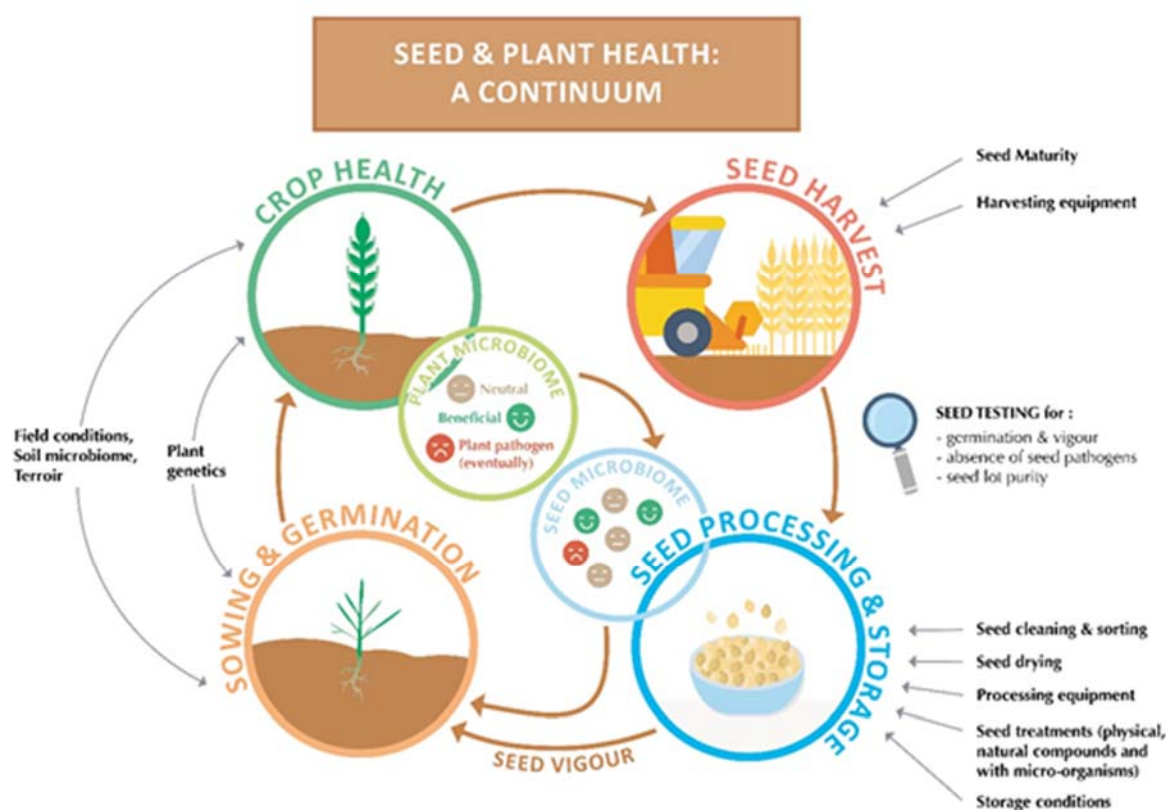 SEED & PLANT HEALTH:
A CONTINUUM
CROP HEALTH
SEED HARVEST
Seed Maturity
Harvesting equipment
PLANT MICROBIOME
Neutral
Beneficial
Plant pathogen
(eventually)
SEED TESTING for :
- germination & vigour
- absence of seed pathogens
- seed lot purity
Field conditions,
Soil microbiome,
Terroir
Plant
genetics
SEED MICROBIOME
SOWING & GERMINATION
SEED PROCESSING & STORAGE
Seed cleaning & sorting
Seed drying
Processing equipment
Seed treatments (physical,
natural compounds and
with micro-organisms)
Storage conditions
SEED VIGOUR